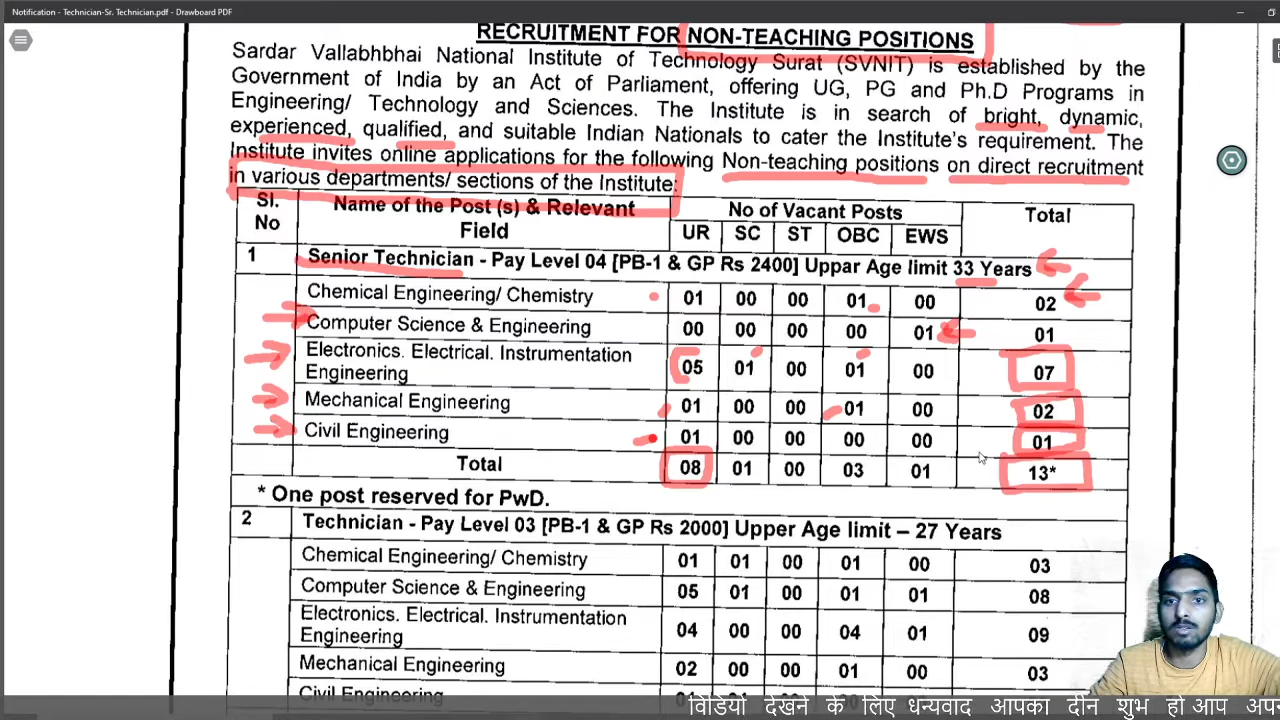 Notification - Technician-Sr. Technician.pdf - Drawboard PDF
RECRUITMENT FOR NON-TEACHING POSITIONS
Sardar Vallabhbhai National Institute of Technology Surat (SVNIT) is established by the
Government of India by an Act of Parliament, offering UG, PG and Ph.D Programs in
Engineering/ Technology and Sciences. The Institute is in search of bright, dynamic,
experienced, qualified, and suitable Indian Nationals to cater the Institute's requirement. The
Institute invites online applications for the following Non-teaching positions on direct recruitment
in various departments/ sections of the Institute:
Sl. No Name of the Post (s) & Relevant Field No of Vacant Posts Total
UR SC ST OBC EWS
1 Senior Technician - Pay Level 04 [PB-1 & GP Rs 2400] Uppar Age limit 33 Years
Chemical Engineering/ Chemistry 01 00 00 01 00 02
Computer Science & Engineering 00 00 00 00 01 01
Electronics. Electrical. Instrumentation Engineering 05 01 00 01 00 07
Mechanical Engineering 01 00 00 01 00 02
Civil Engineering 01 00 00 00 00 01
Total 08 01 00 03 01 13*
* One post reserved for PwD.
2 Technician - Pay Level 03 [PB-1 & GP Rs 2000] Upper Age limit – 27 Years
Chemical Engineering/ Chemistry 01 01 00 01 00 03
Computer Science & Engineering 05 01 00 01 01 08
Electronics. Electrical. Instrumentation Engineering 04 00 00 04 01 09
Mechanical Engineering 02 00 00 01 00 03
Civil Engineering
विडियो देखने के लिए धन्यवाद आपका दीन शुभ हो आप